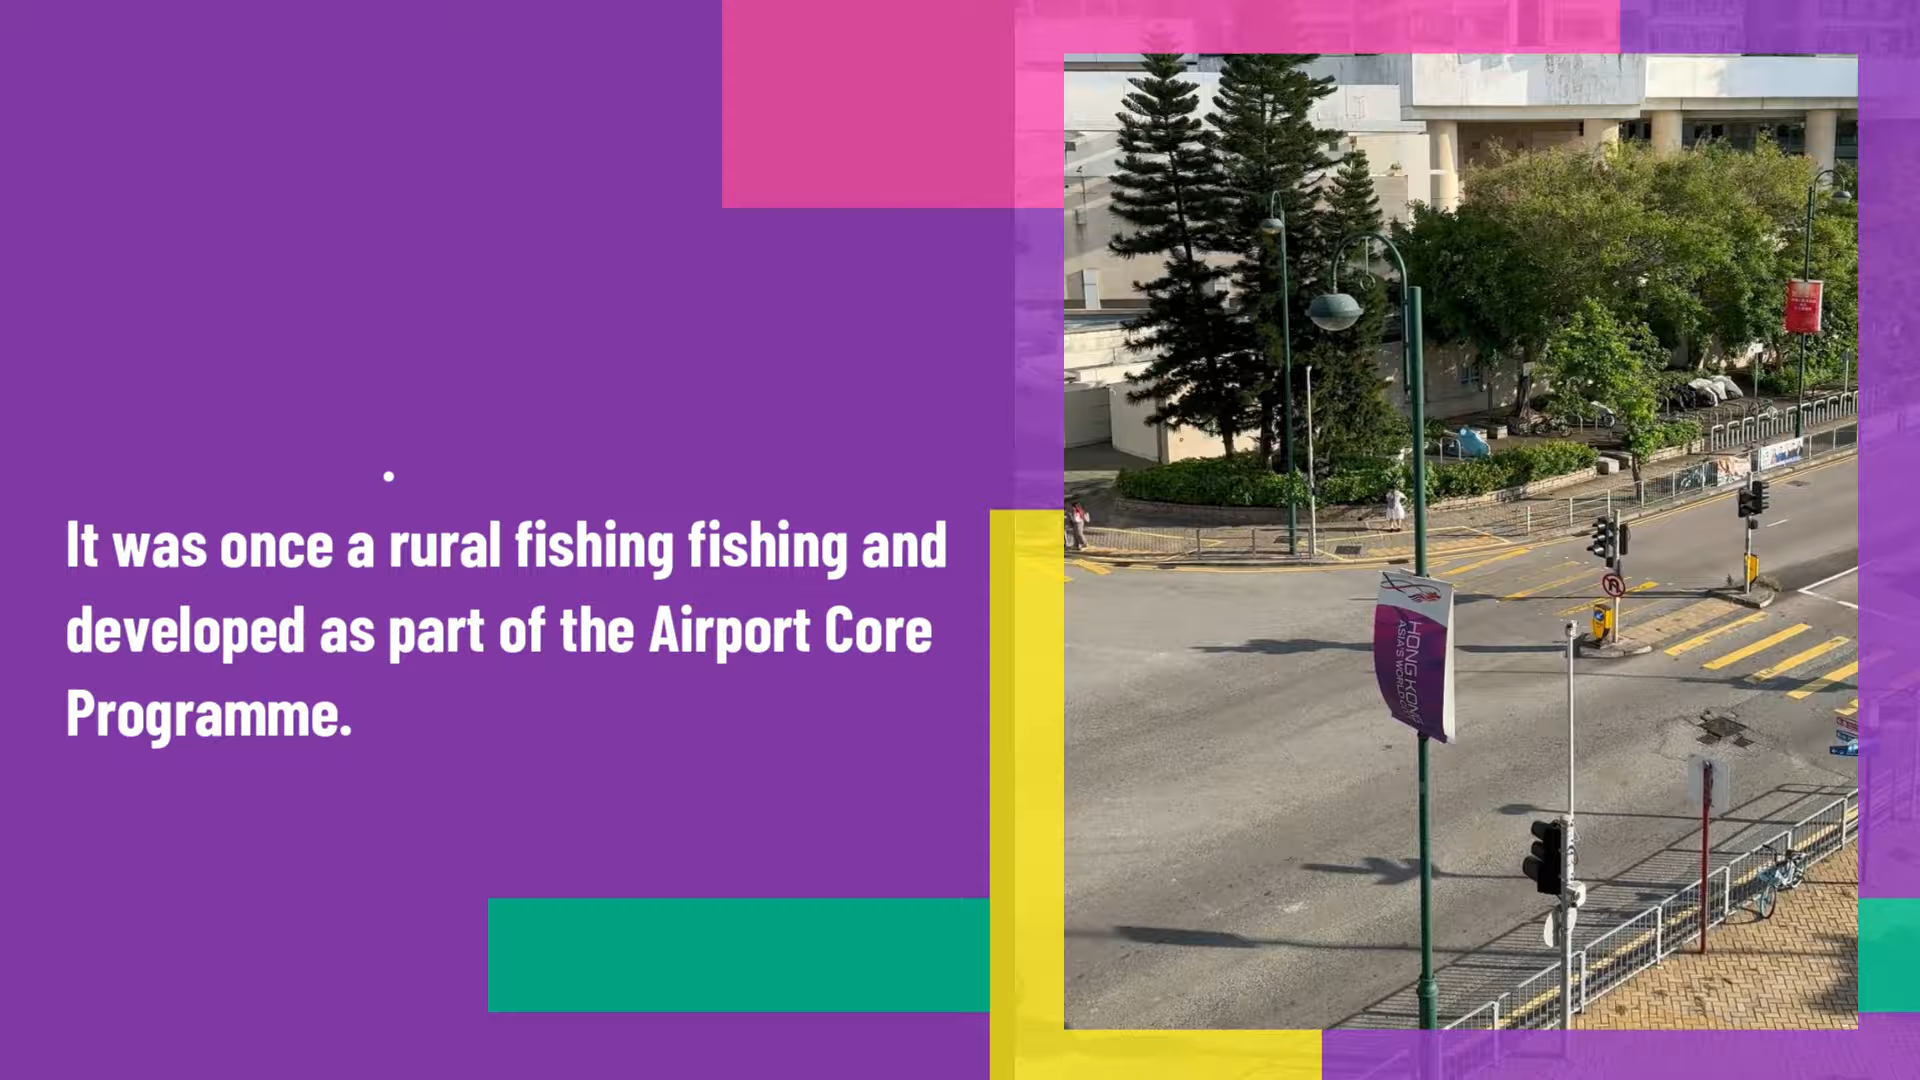 It was once a rural fishing fishing and
developed as part of the Airport Core
Programme.
HONG KONG
ASIA'S WORLD CITY